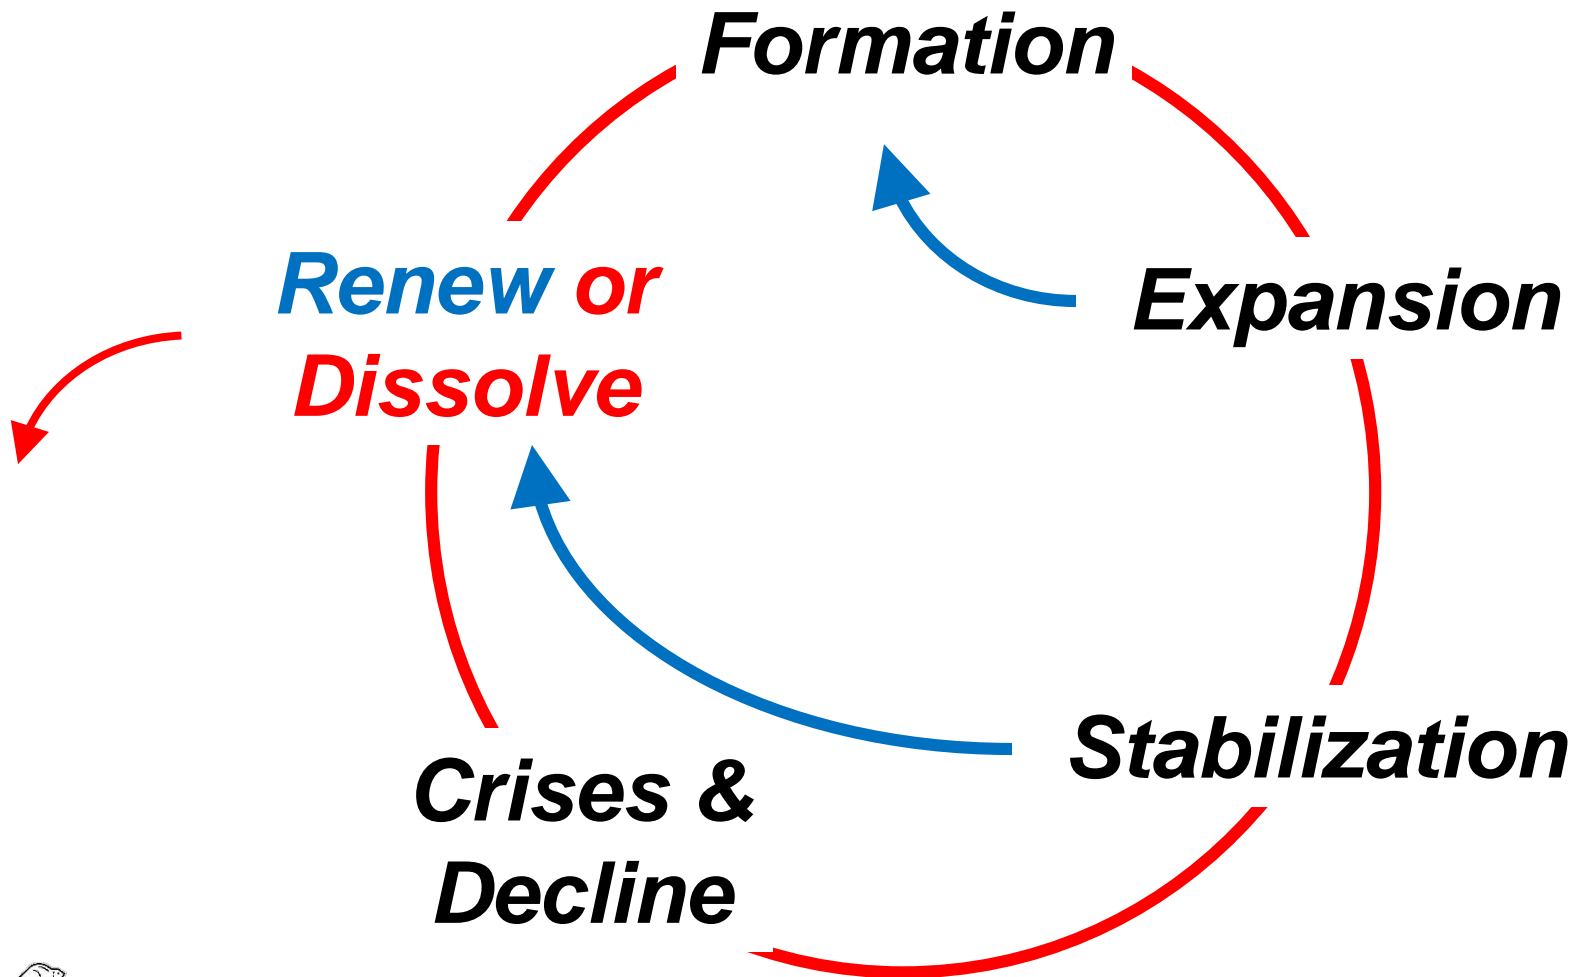 Formation
Expansion
Stabilization
Crises &
Decline
Renew or
Dissolve